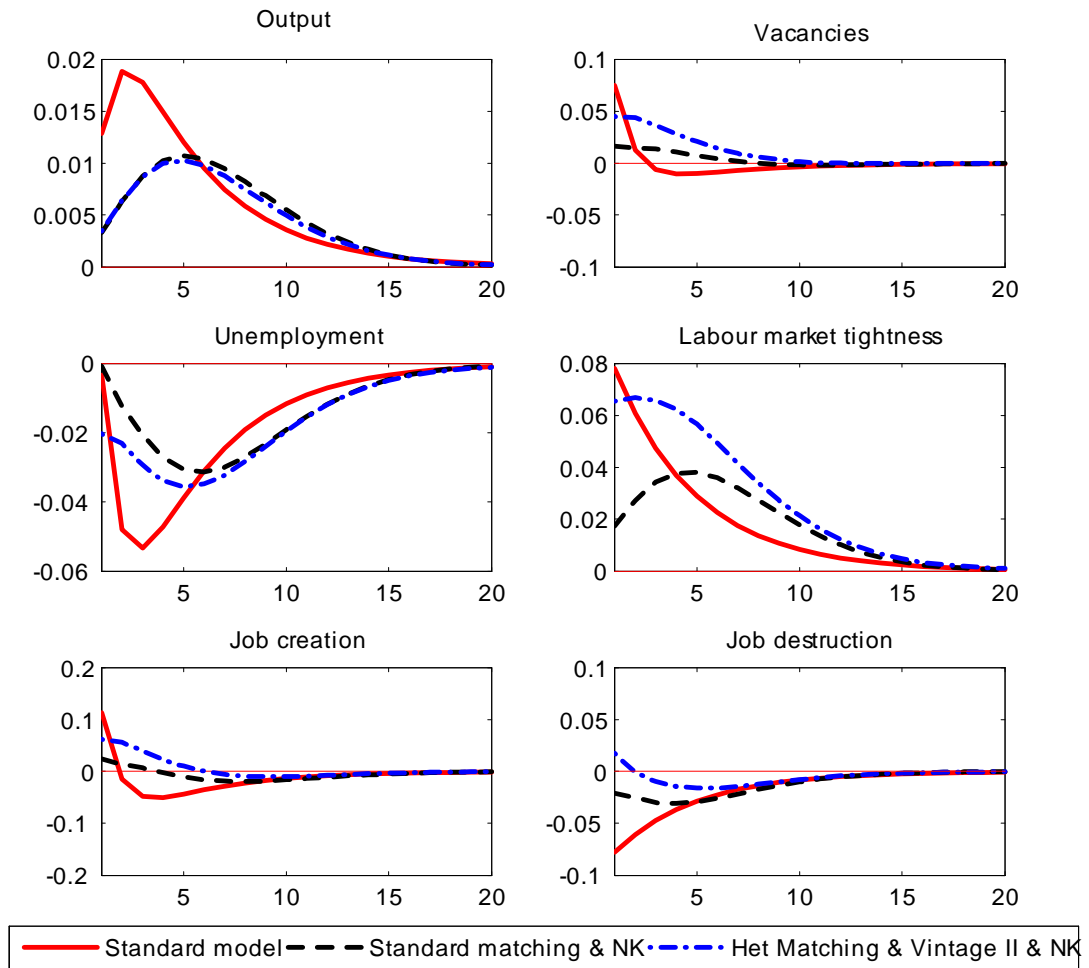 Output
0.02
0.015
0.01
0.005
0
5 10 15 20
Vacancies
0.1
0.05
0
-0.05
-0.1
5 10 15 20
Unemployment
0
-0.02
-0.04
-0.06
5 10 15 20
Labour market tightness
0.08
0.06
0.04
0.02
0
5 10 15 20
Job creation
0.2
0.1
0
-0.1
-0.2
5 10 15 20
Job destruction
0.1
0.05
0
-0.05
-0.1
5 10 15 20
Standard model Standard matching & NK Het Matching & Vintage II & NK